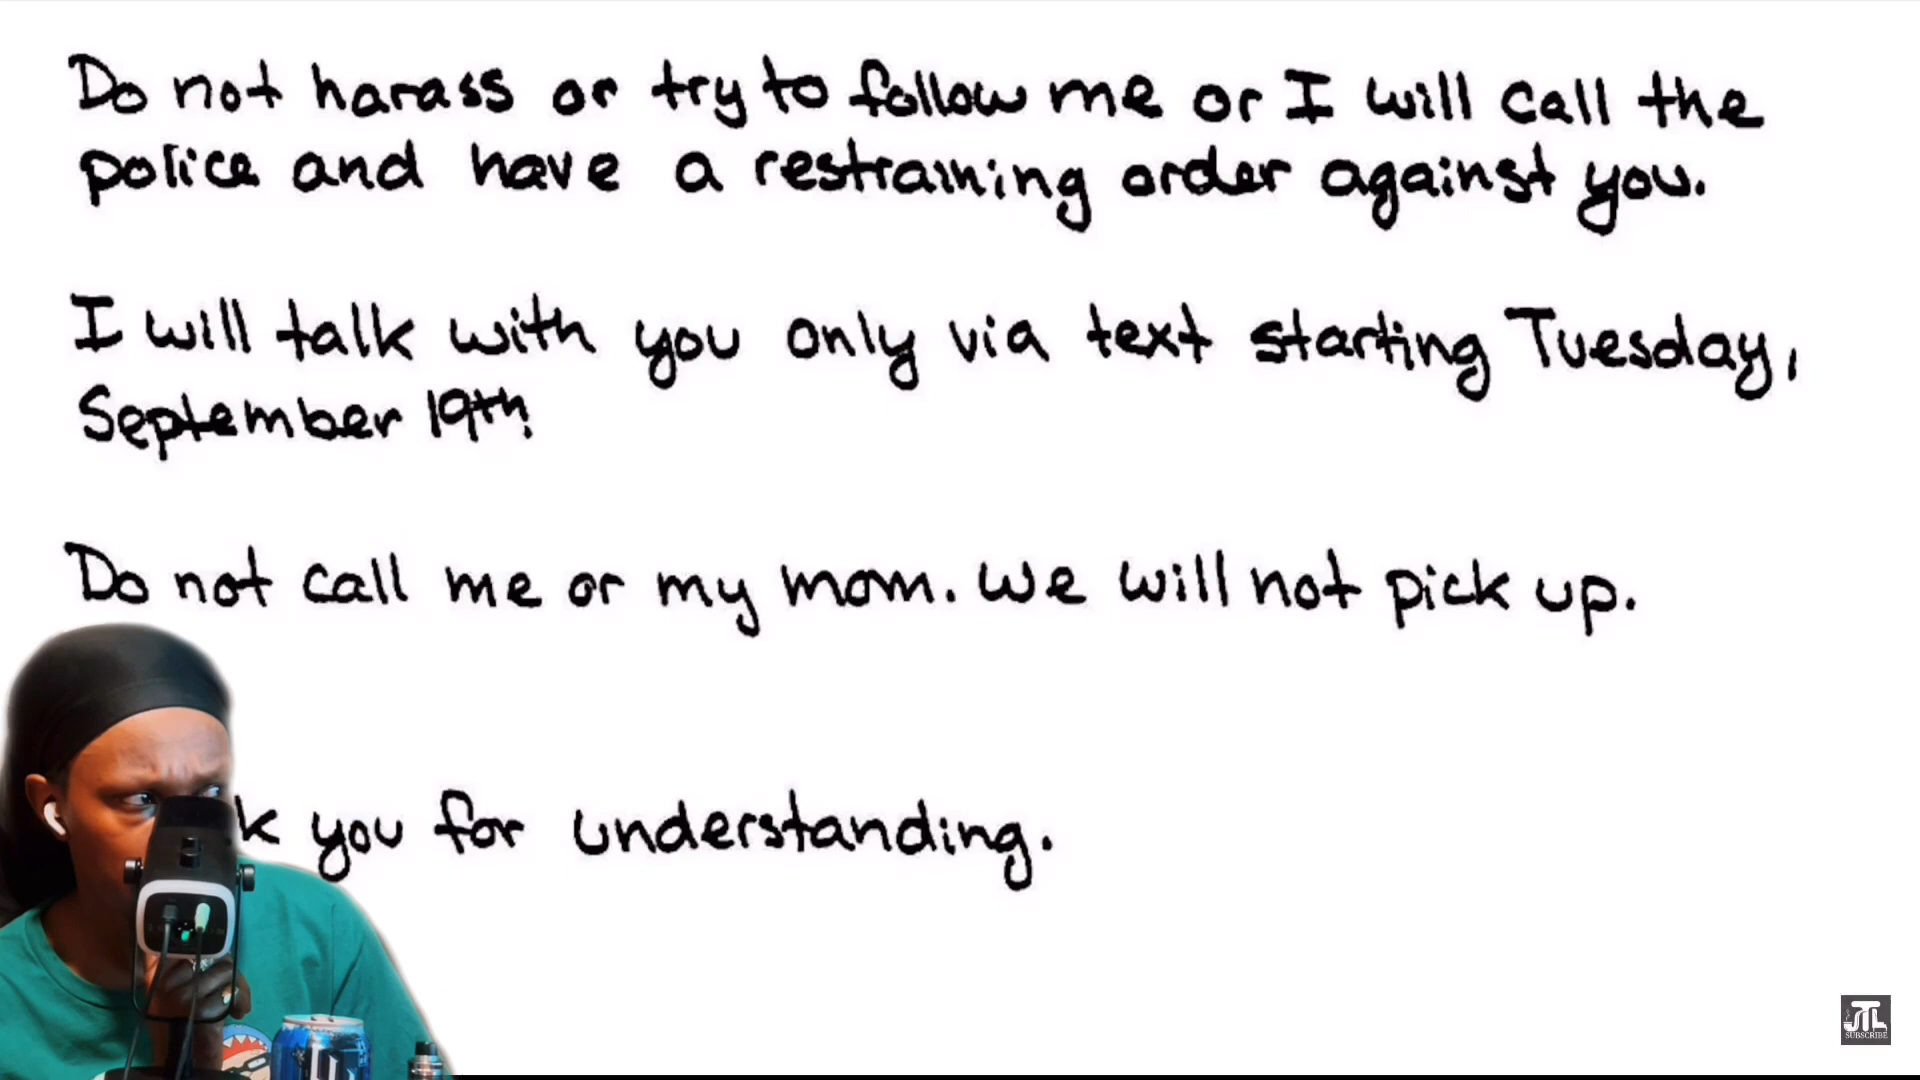 Do not harass or try to follow me or I will call the
police and have a restraining order against you.
I will talk with you only via text starting Tuesday,
September 19th.
Do not call me or my mom. We will not pick up.
k you for understanding.
JTL
SUBSCRIBE